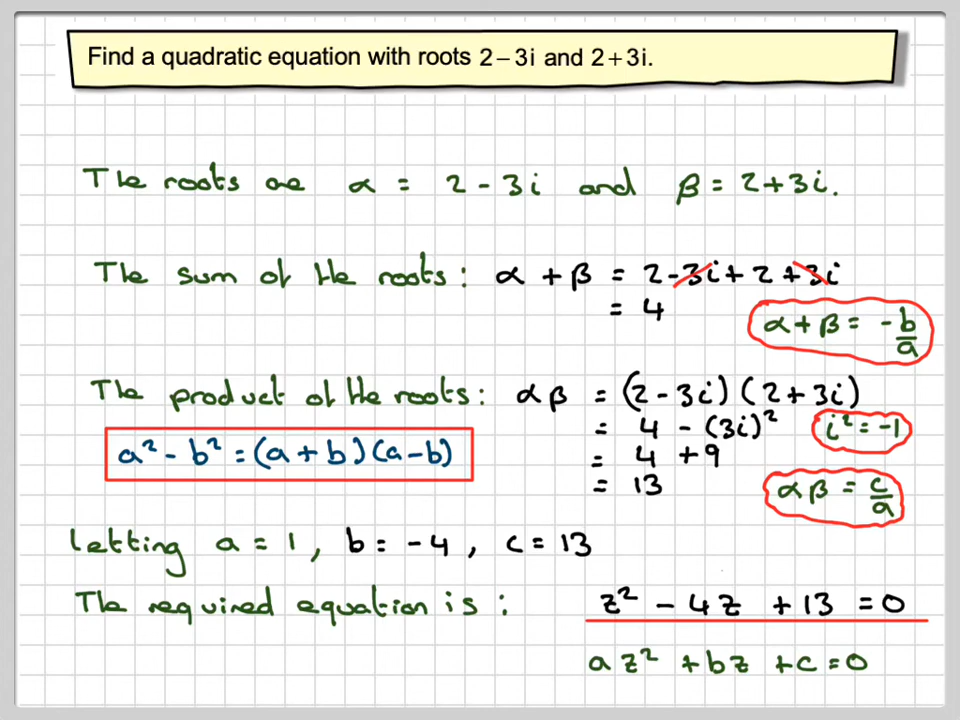 Find a quadratic equation with roots 2 – 3i and 2 + 3i.
The roots are α = 2 - 3i and β = 2 + 3i.
The sum of the roots: α + β = 2 - 3i + 2 + 3i
= 4
α + β = -b/a
The product of the roots: αβ = (2 - 3i)(2 + 3i)
= 4 - (3i)²
i² = -1
a² - b² = (a + b)(a - b)
= 4 + 9
= 13
αβ = c/a
letting a = 1, b = -4, c = 13
The required equation is: z² - 4z + 13 = 0
az² + bz + c = 0